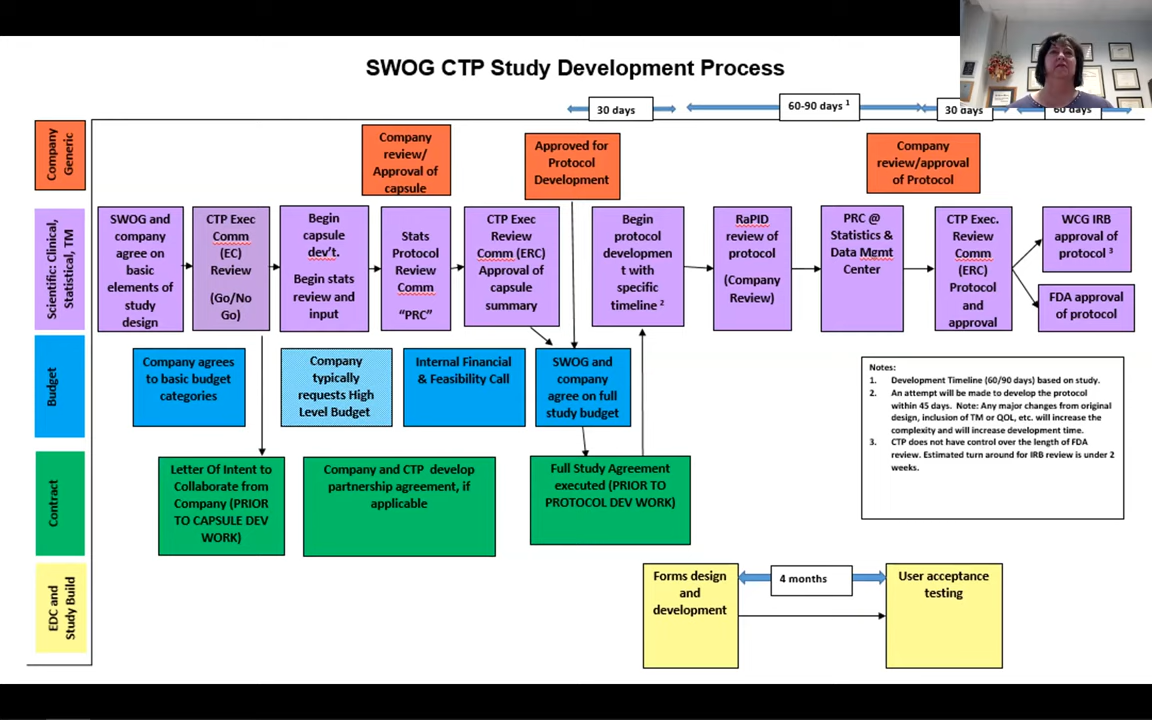 SWOG CTP Study Development Process
30 days
60-90 days 1
30 days
60 days
Company
Generic
Company
review/
Approval of
capsule
Approved for
Protocol
Development
Company
review/approval
of Protocol
Scientific: Clinical,
Statistical, TM
SWOG and
company
agree on
basic
elements of
study
design
CTP Exec
Comm
(EC)
Review
(Go/No
Go)
Begin
capsule
dev’t.
Begin stats
review and
input
Stats
Protocol
Review
Comm
“PRC”
CTP Exec
Review
Comm (ERC)
Approval of
capsule
summary
Begin
protocol
developmen
t with
specific
timeline 2
RaPID
review of
protocol
(Company
Review)
PRC @
Statistics &
Data Mgmt
Center
CTP Exec.
Review
Comm
(ERC)
Protocol
and
approval
WCG IRB
approval of
protocol 3
FDA approval
of protocol
Budget
Company agrees
to basic budget
categories
Company
typically
requests High
Level Budget
Internal Financial
& Feasibility Call
SWOG and
company
agree on full
study budget
Notes:
1. Development Timeline (60/90 days) based on study.
2. An attempt will be made to develop the protocol
within 45 days. Note: Any major changes from original
design, inclusion of TM or QOL, etc. will increase the
complexity and will increase development time.
3. CTP does not have control over the length of FDA
review. Estimated turn around for IRB review is under 2
weeks.
Contract
Letter Of Intent to
Collaborate from
Company (PRIOR
TO CAPSULE DEV
WORK)
Company and CTP develop
partnership agreement, if
applicable
Full Study Agreement
executed (PRIOR TO
PROTOCOL DEV WORK)
EDC and
Study Build
Forms design
and
development
4 months
User acceptance
testing